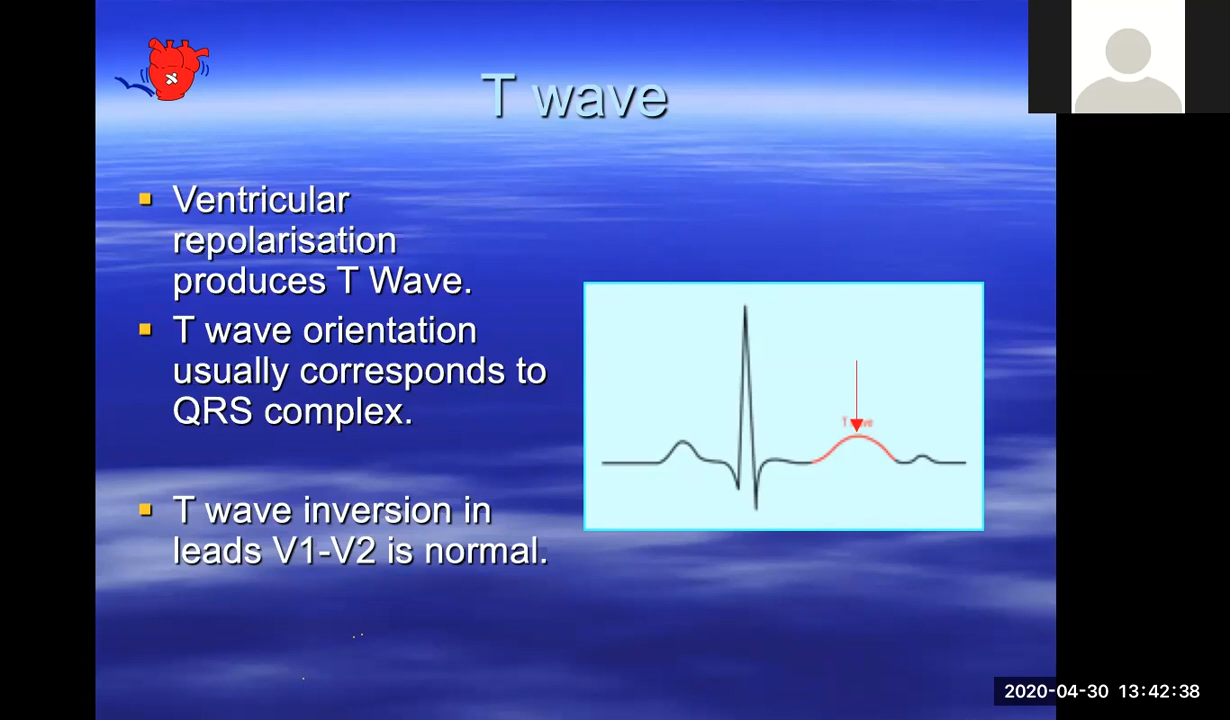 T wave
Ventricular
repolarisation
produces T Wave.
T wave orientation
usually corresponds to
QRS complex.
T wave inversion in
leads V1-V2 is normal.
2020-04-30 13:42:38